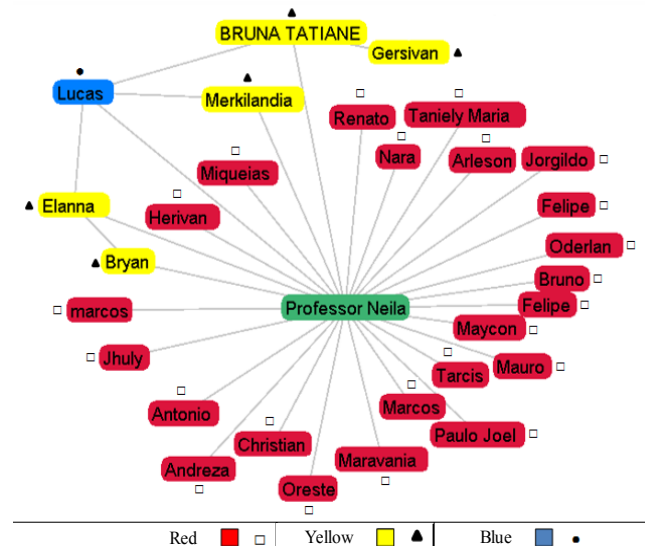 BRUNA TATIANE
Gersivan
Lucas
Merkilandia
Renato
Taniely Maria
Nara
Arleson
Jorgildo
Miqueias
Elanna
Herivan
Felipe
Oderlan
Bryan
Bruno
marcos
Professor Neila
Felipe
Maycon
Jhuly
Mauro
Tarcis
Antonio
Marcos
Christian
Paulo Joel
Andreza
Maravania
Oreste
Red
Yellow
Blue